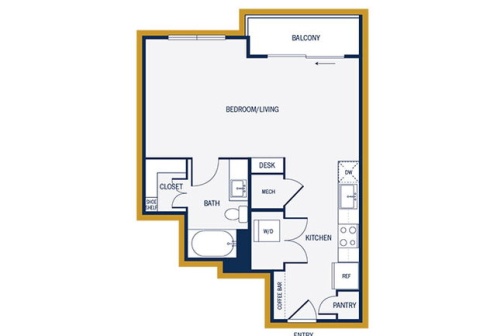 BALCONY
BEDROOM/LIVING
DESK
DW
CLOSET
MECH
SHOE
SHELF
BATH
W/D
KITCHEN
REF
COFFEE BAR
PANTRY
ENTRY